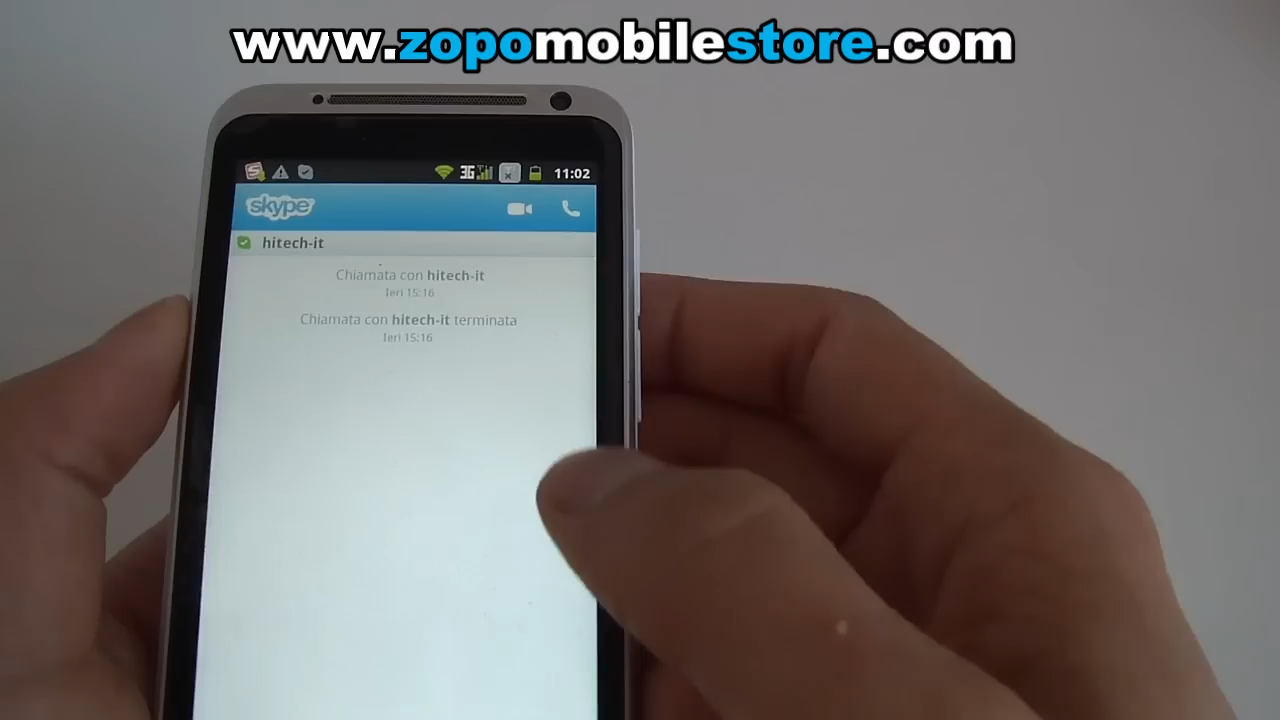 www.zopomobilestore.com
3G 11:02
skype
hitech-it
Chiamata con hitech-it
Ieri 15:16
Chiamata con hitech-it terminata
Ieri 15:16